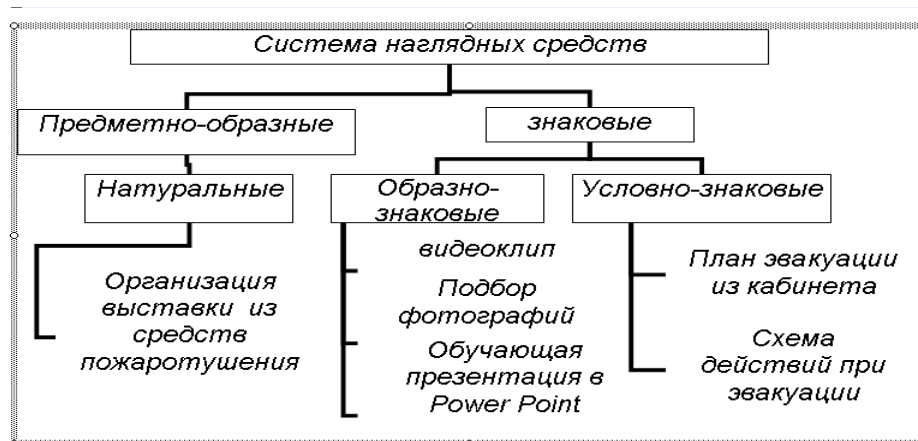 Система наглядных средств
Предметно-образные
знаковые
Натуральные
Образно-
знаковые
Условно-знаковые
Организация
выставки из
средств
пожаротушения
видеоклип
Подбор
фотографий
Обучающая
презентация в
Power Point
План эвакуации
из кабинета
Схема
действий при
эвакуации